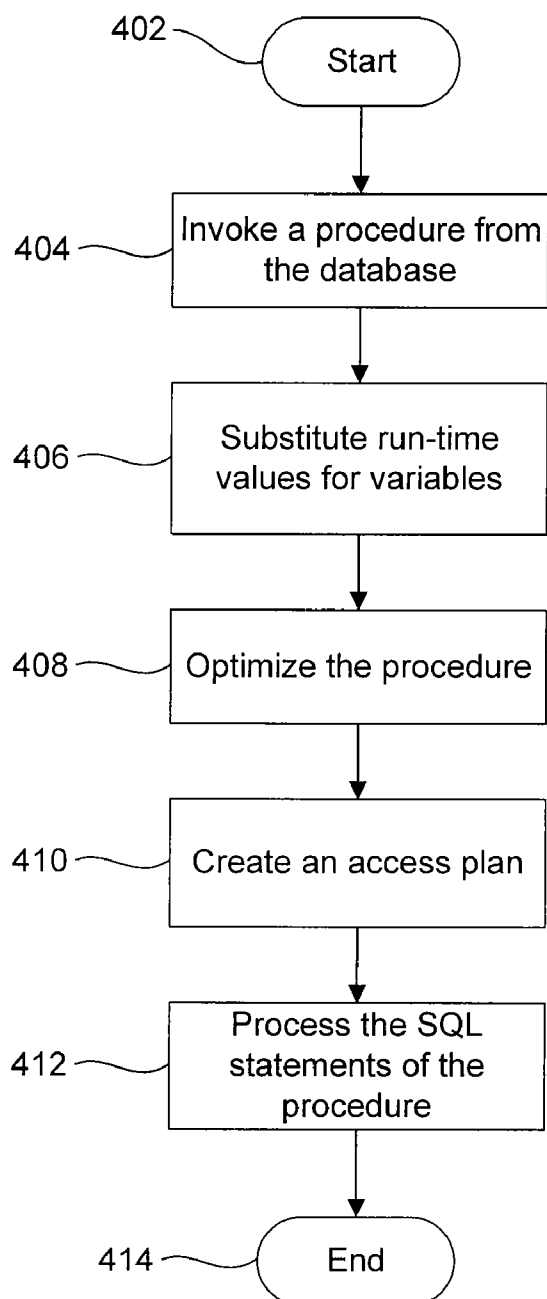 402
Start
404
Invoke a procedure from
the database
406
Substitute run-time
values for variables
408
Optimize the procedure
410
Create an access plan
412
Process the SQL
statements of the
procedure
414
End